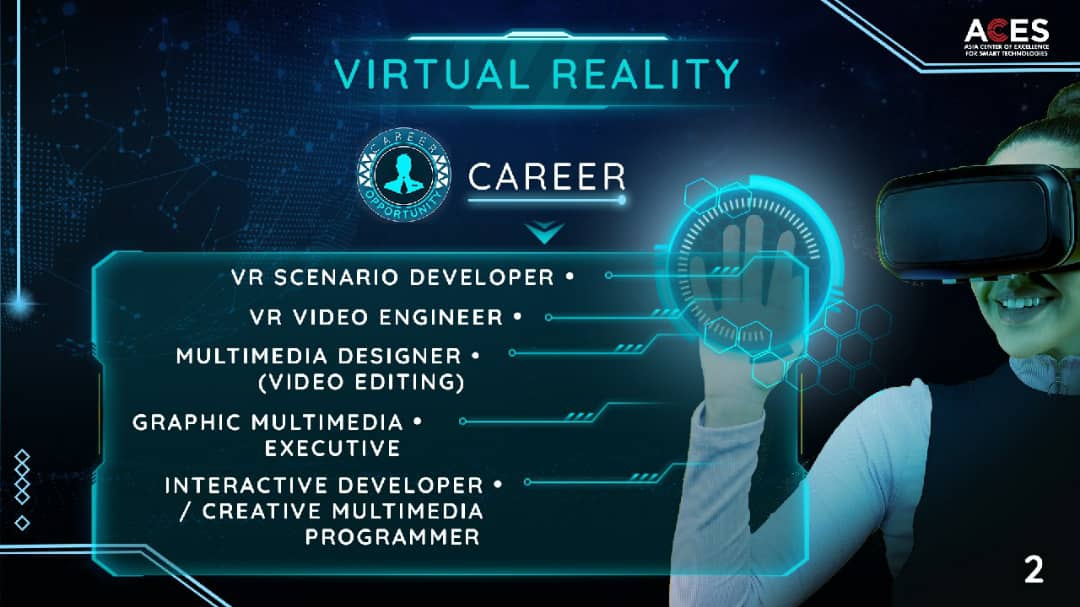 ACES
ASIA CENTER OF EXCELLENCE
FOR SMART TECHNOLOGIES
VIRTUAL REALITY
CAREER
OPPORTUNITY
CAREER
VR SCENARIO DEVELOPER •
VR VIDEO ENGINEER •
MULTIMEDIA DESIGNER •
(VIDEO EDITING)
GRAPHIC MULTIMEDIA •
EXECUTIVE
INTERACTIVE DEVELOPER •
/ CREATIVE MULTIMEDIA
PROGRAMMER
2